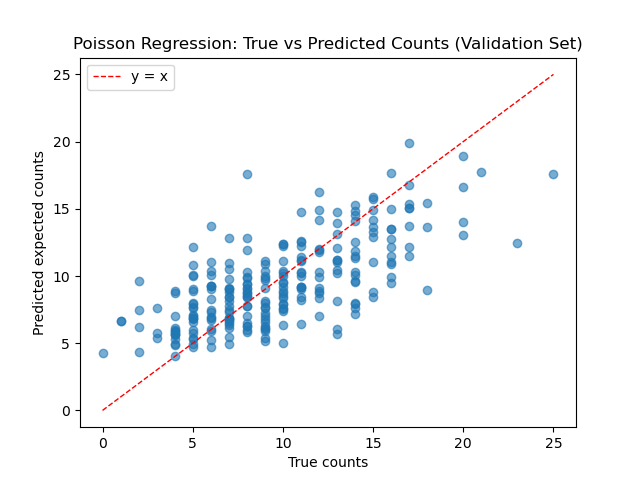 Poisson Regression: True vs Predicted Counts (Validation Set)
y = x
Predicted expected counts
25
20
15
10
5
0
0 5 10 15 20 25
True counts